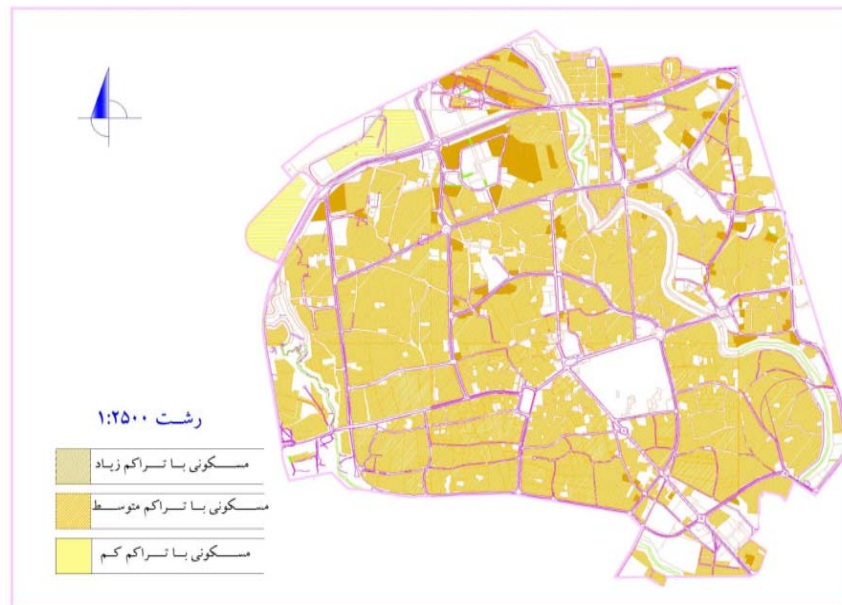 رشت ۱:۲۵۰۰
مسکونی با تراکم زیاد
مسکونی با تراکم متوسط
مسکونی با تراکم کم